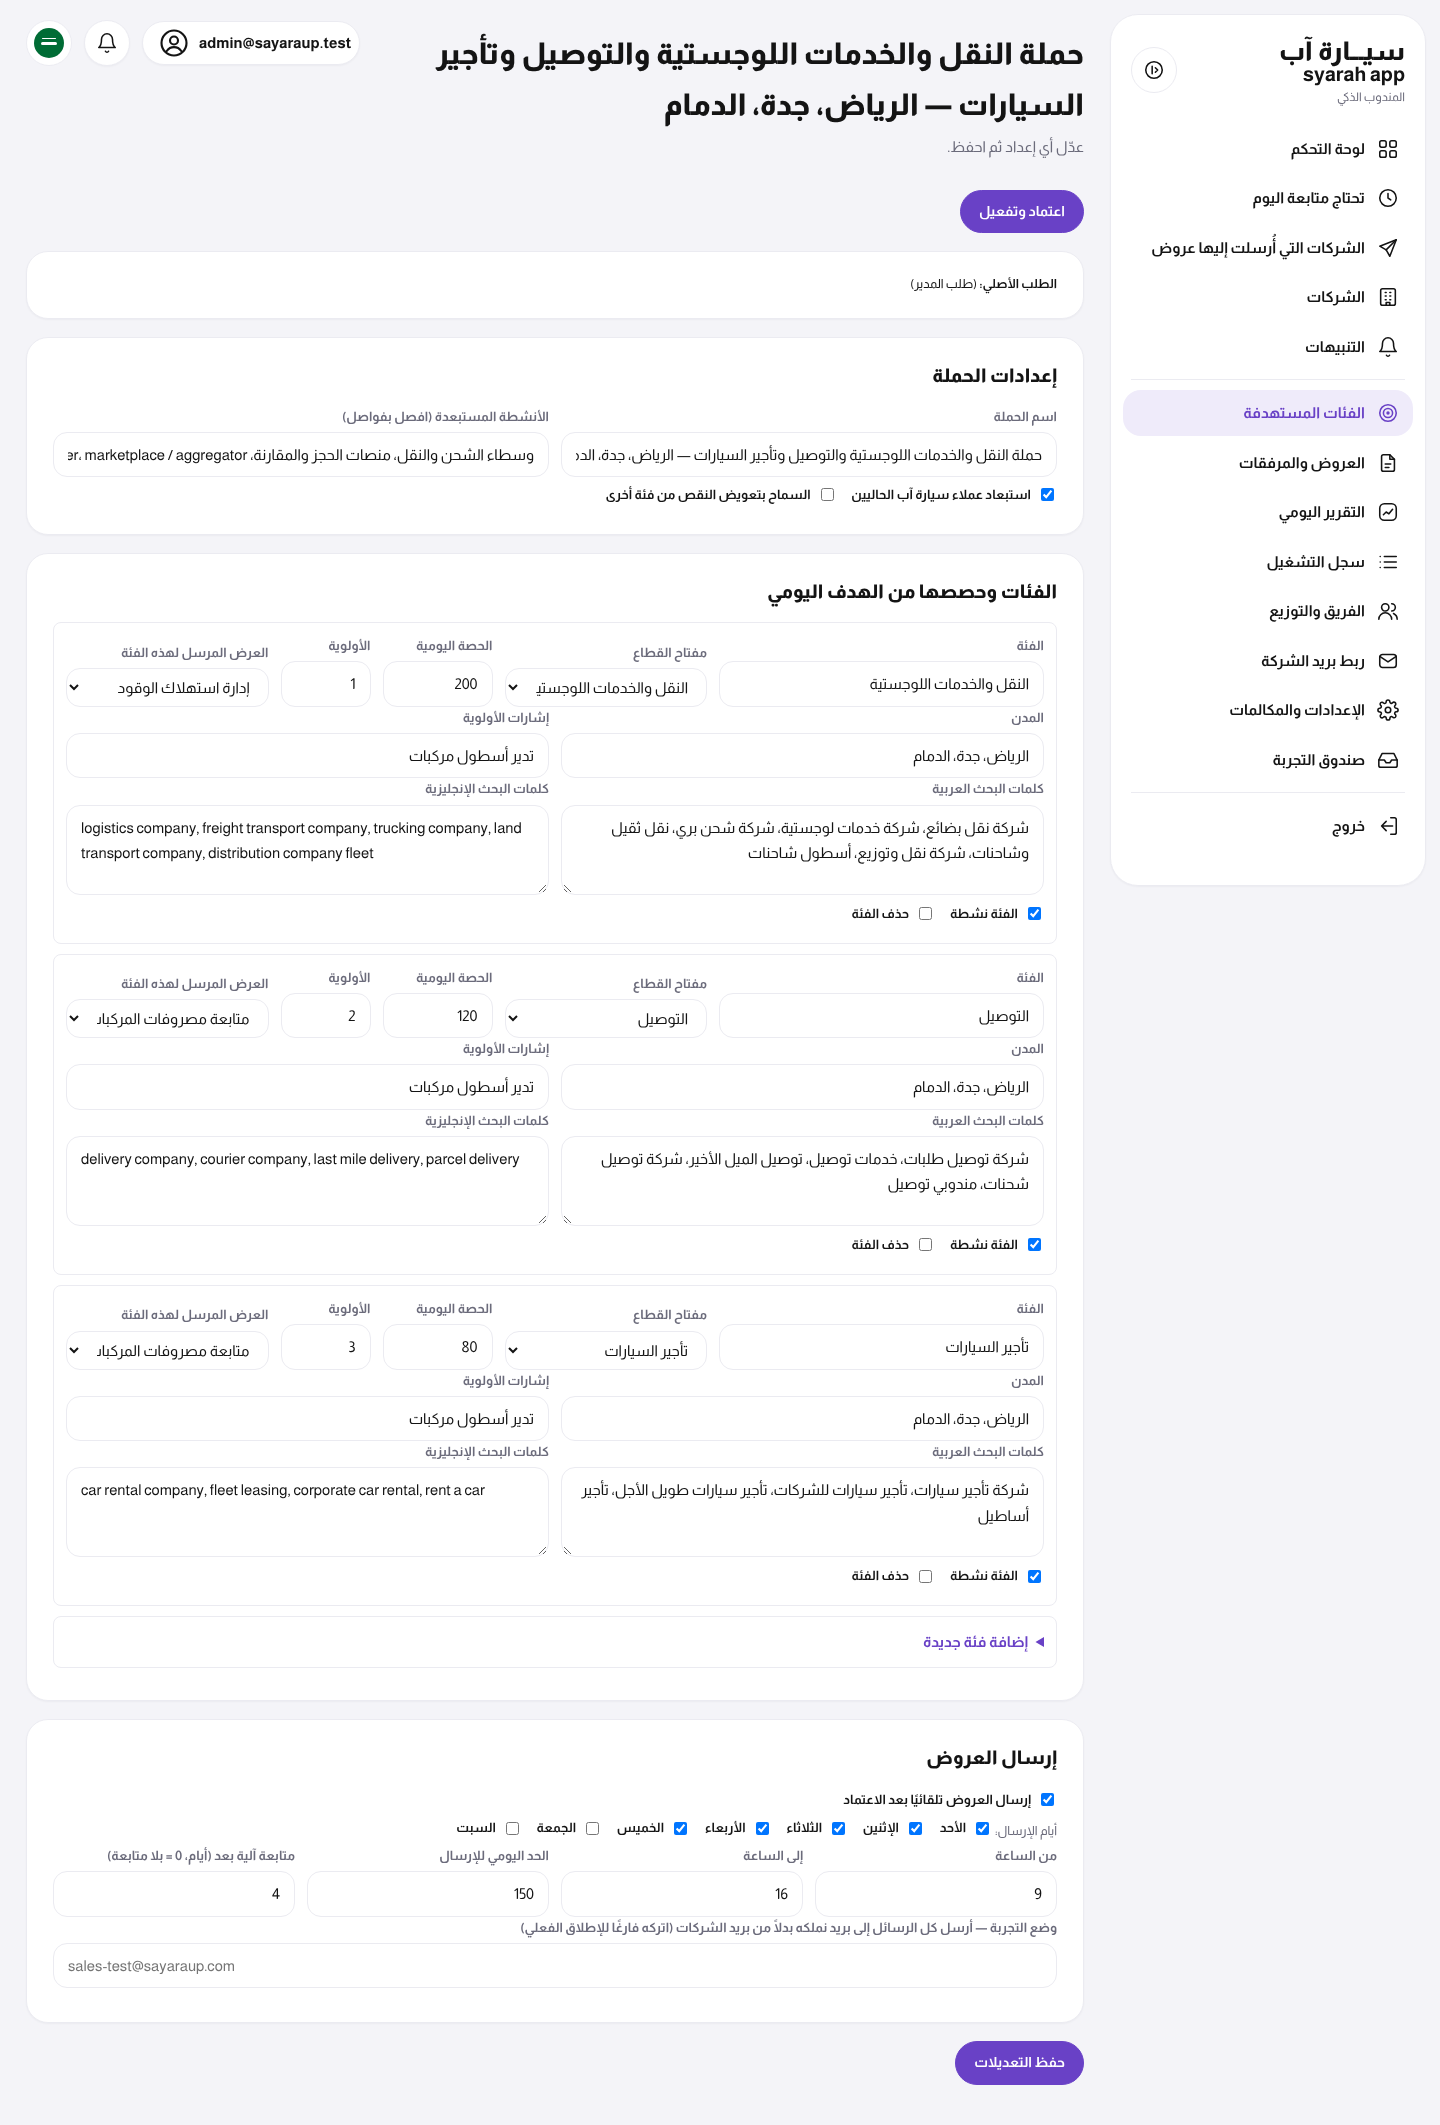 سيـارة آب
syarah app
المندوب الذكي
لوحة التحكم
تحتاج متابعة اليوم
الشركات التي أُرسلت إليها عروض
الشركات
التنبيهات
الفئات المستهدفة
العروض والمرفقات
التقرير اليومي
سجل التشغيل
الفريق والتوزيع
ربط بريد الشركة
الإعدادات والمكالمات
صندوق التجربة
خروج
admin@sayaraup.test
حملة النقل والخدمات اللوجستية والتوصيل وتأجير
السيارات — الرياض، جدة، الدمام
عدّل أي إعداد ثم احفظ.
اعتماد وتفعيل
الطلب الأصلي: (طلب المدير)
إعدادات الحملة
اسم الحملة
الأنشطة المستبعدة (افصل بفواصل)
حملة النقل والخدمات اللوجستية والتوصيل وتأجير السيارات — الرياض، جدة، الده
وسطاء الشحن والنقل، منصات الحجز والمقارنة، er، marketplace / aggregator
استبعاد عملاء سيارة آب الحاليين
السماح بتعويض النقص من فئة أخرى
الفئات وحصصها من الهدف اليومي
الفئة
مفتاح القطاع
الحصة اليومية
الأولوية
العرض المرسل لهذه الفئة
النقل والخدمات اللوجستية
النقل والخدمات اللوجستي
200
1
إدارة استهلاك الوقود
المدن
إشارات الأولوية
الرياض، جدة، الدمام
تدير أسطول مركبات
كلمات البحث العربية
كلمات البحث الإنجليزية
شركة نقل بضائع، شركة خدمات لوجستية، شركة شحن بري، نقل ثقيل
وشاحنات، شركة نقل وتوزيع، أسطول شاحنات
logistics company, freight transport company, trucking company, land
transport company, distribution company fleet
الفئة نشطة
حذف الفئة
الفئة
مفتاح القطاع
الحصة اليومية
الأولوية
العرض المرسل لهذه الفئة
التوصيل
التوصيل
120
2
متابعة مصروفات المركبات
المدن
إشارات الأولوية
الرياض، جدة، الدمام
تدير أسطول مركبات
كلمات البحث العربية
كلمات البحث الإنجليزية
شركة توصيل طلبات، خدمات توصيل، توصيل الميل الأخير، شركة توصيل
شحنات، مندوبي توصيل
delivery company, courier company, last mile delivery, parcel delivery
الفئة نشطة
حذف الفئة
الفئة
مفتاح القطاع
الحصة اليومية
الأولوية
العرض المرسل لهذه الفئة
تأجير السيارات
تأجير السيارات
80
3
متابعة مصروفات المركبات
المدن
إشارات الأولوية
الرياض، جدة، الدمام
تدير أسطول مركبات
كلمات البحث العربية
كلمات البحث الإنجليزية
شركة تأجير سيارات، تأجير سيارات للشركات، تأجير سيارات طويل الأجل، تأجير
أساطيل
car rental company, fleet leasing, corporate car rental, rent a car
الفئة نشطة
حذف الفئة
إضافة فئة جديدة
إرسال العروض
إرسال العروض تلقائيًا بعد الاعتماد
أيام الإرسال: الأحد الإثنين الثلاثاء الأربعاء الخميس الجمعة السبت
من الساعة
إلى الساعة
الحد اليومي للإرسال
متابعة آلية بعد (أيام، 0 = بلا متابعة)
9
16
150
4
وضع التجربة — أرسل كل الرسائل إلى بريد نملكه بدلًا من بريد الشركات (اتركه فارغًا للإطلاق الفعلي)
sales-test@sayaraup.com
حفظ التعديلات